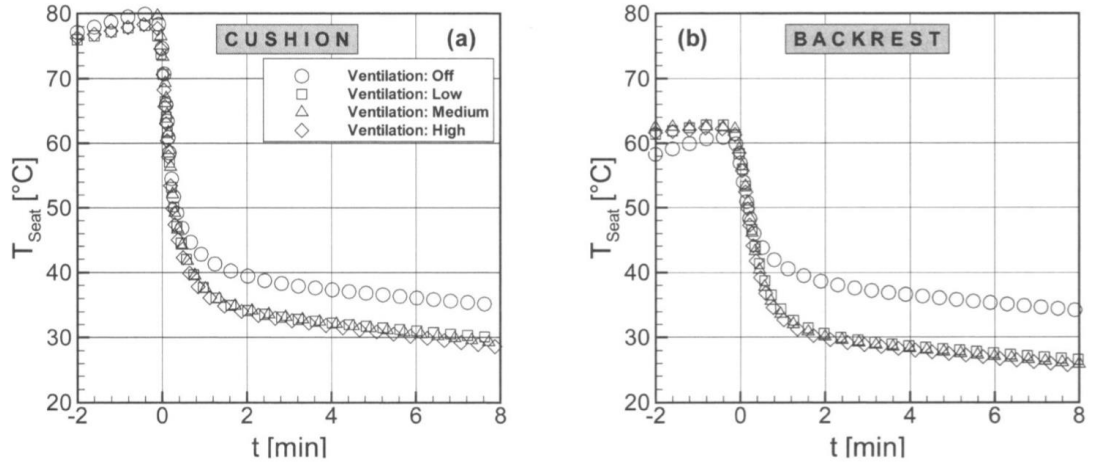 CUSHION (a)
Ventilation: Off
Ventilation: Low
Ventilation: Medium
Ventilation: High
80
70
60
50
40
30
20
T_Seat [°C]
-2 0 2 4 6 8
t [min]
(b) BACKREST
80
70
60
50
40
30
20
T_Seat [°C]
-2 0 2 4 6 8
t [min]